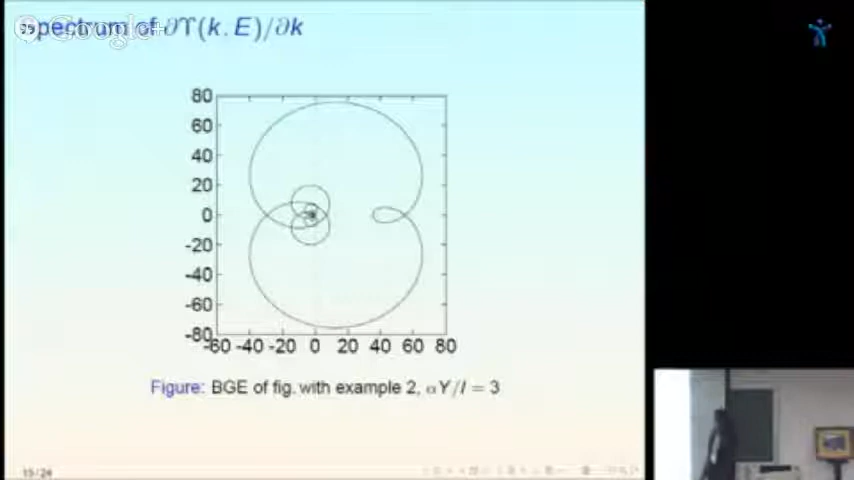 Spectrum of ∂Υ(k, E)/∂k
Google+
80
60
40
20
0
-20
-40
-60
-80
-60 -40 -20 0 20 40 60 80
Figure: BGE of fig. with example 2, αY/I = 3
15/24